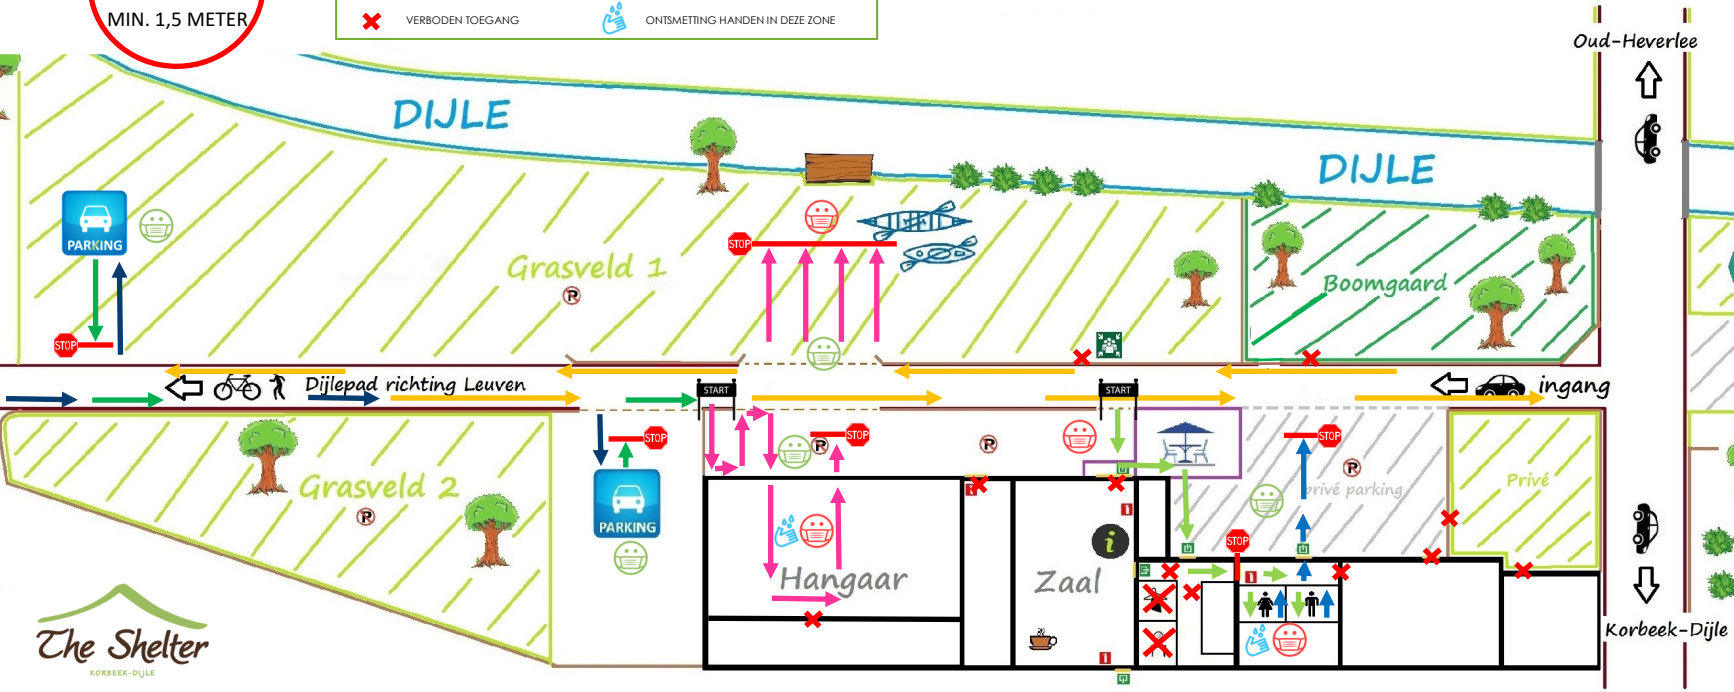 MIN. 1,5 METER
VERBODEN TOEGANG
ONTSMETTING HANDEN IN DEZE ZONE
Oud-Heverlee
DIJLE
DIJLE
PARKING
STOP
Grasveld 1
P
Boomgaard
STOP
Dijlepad richting Leuven
START
START
ingang
STOP
STOP
P
P
STOP
Grasveld 2
P
PARKING
P
privé parking
Privé
i
STOP
Hangaar
Zaal
The Shelter
KORBEEK-DIJLE
Korbeek-Dijle